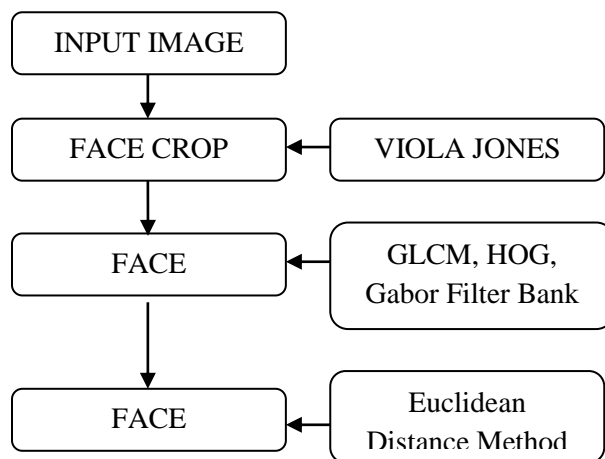 INPUT IMAGE
FACE CROP
VIOLA JONES
FACE
GLCM, HOG,
Gabor Filter Bank
FACE
Euclidean
Distance Method